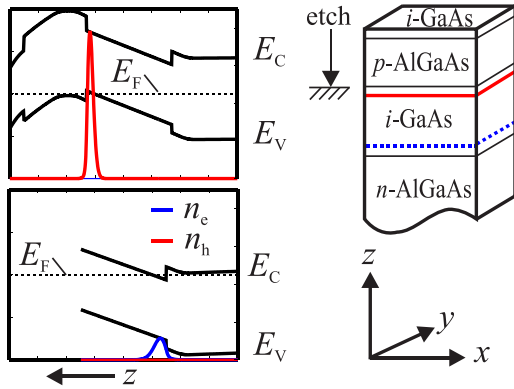 E_C
E_F
E_V
n_e
n_h
E_F
E_C
E_V
z
etch
i-GaAs
p-AlGaAs
i-GaAs
n-AlGaAs
z
y
x